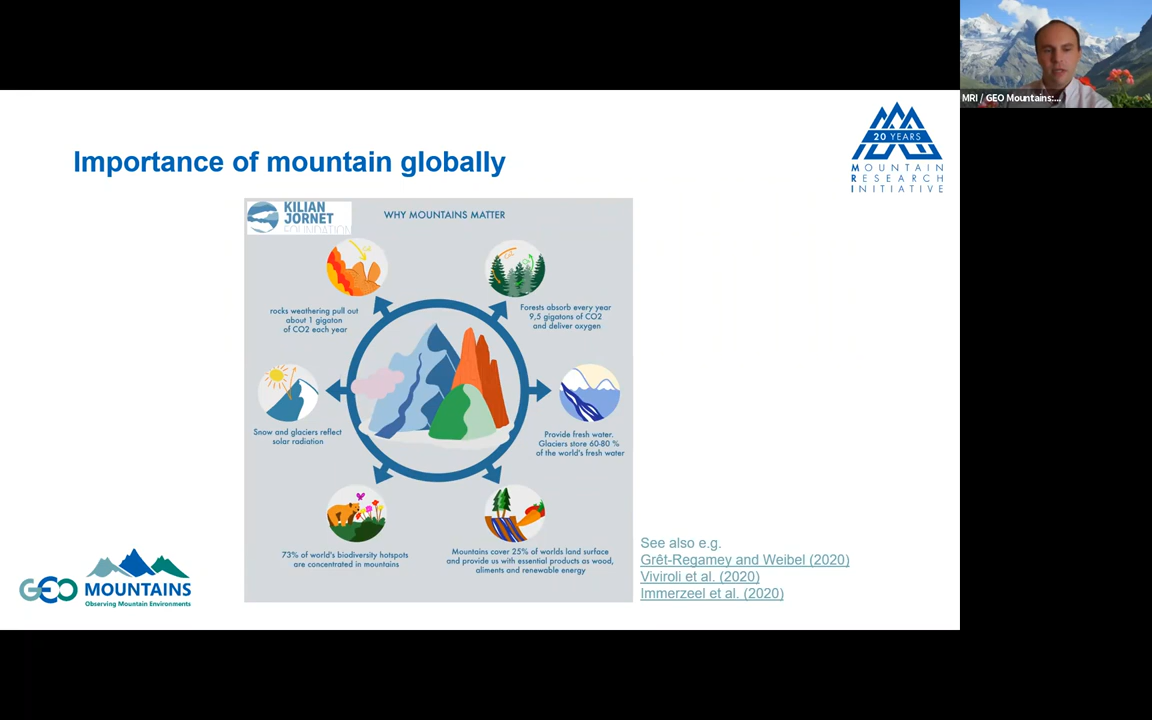 MRI / GEO Mountains:...
20 YEARS
MOUNTAIN
RESEARCH
INITIATIVE
Importance of mountain globally
KILIAN
JORNET
FOUNDATION
WHY MOUNTAINS MATTER
rocks weathering pull out
about 1 gigaton
of CO2 each year
Forests absorb every year
9,5 gigatons of CO2
and deliver oxygen
Snow and glaciers reflect
solar radiation
Provide fresh water.
Glaciers store 60-80 %
of the world's fresh water
73% of world's biodiversity hotspots
are concentrated in mountains
Mountains cover 25% of worlds land surface
and provide us with essential products as wood,
aliments and renewable energy
See also e.g.
Grêt-Regamey and Weibel (2020)
Viviroli et al. (2020)
Immerzeel et al. (2020)
GEO MOUNTAINS
Observing Mountain Environments